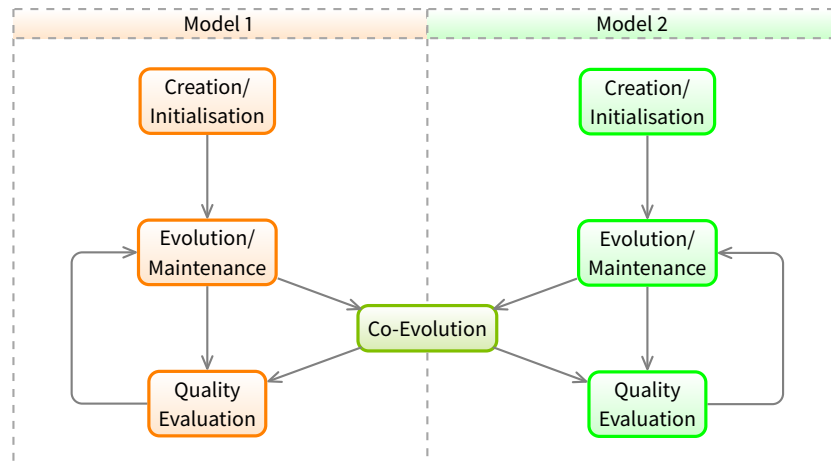 Model 1
Model 2
Creation/
Initialisation
Creation/
Initialisation
Evolution/
Maintenance
Evolution/
Maintenance
Co-Evolution
Quality
Evaluation
Quality
Evaluation